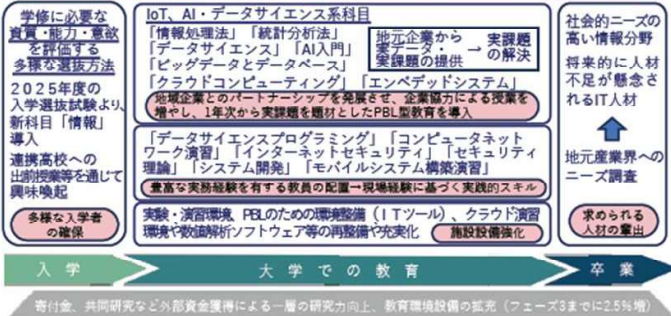 学修に必要な
資質・能力・意欲
を評価する
多様な選抜方法
2025年度の
入学選抜試験より、
新科目「情報」
導入
連携高校への
出前授業等を通じて
興味喚起
多様な入学者
の確保
IoT、AI・データサイエンス系科目
「情報処理法」「統計分析法」
「データサイエンス」「AI入門」
「ビッグデータとデータベース」
「クラウドコンピューティング」「エンベデッドシステム」
地元企業から
実データ・
実課題の提供
→
実課題
の解決
地域企業とのパートナーシップを発展させ、企業協力による授業を
増やし、1年次から実課題を題材としたPBL型教育を導入
「データサイエンスプログラミング」「コンピュータネット
ワーク演習」「インターネットセキュリティ」「セキュリティ
理論」「システム開発」「モバイルシステム構築演習」
豊富な実務経験を有する教員の配置→現場経験に基づく実践的スキル
実験・演習環境、PBLのための環境整備(ITツール)、クラウド演習
環境や数値解析ソフトウェア等の再整備や充実化
施設設備強化
社会的ニーズの
高い情報分野
将来的に人材
不足が懸念さ
れるIT人材
地元産業界への
ニーズ調査
求められる
人材の輩出
入学
大学での教育
卒業
寄付金、共同研究など外部資金獲得による一層の研究力向上、教育環境設備の拡充(フェーズ3までに2.5%増)